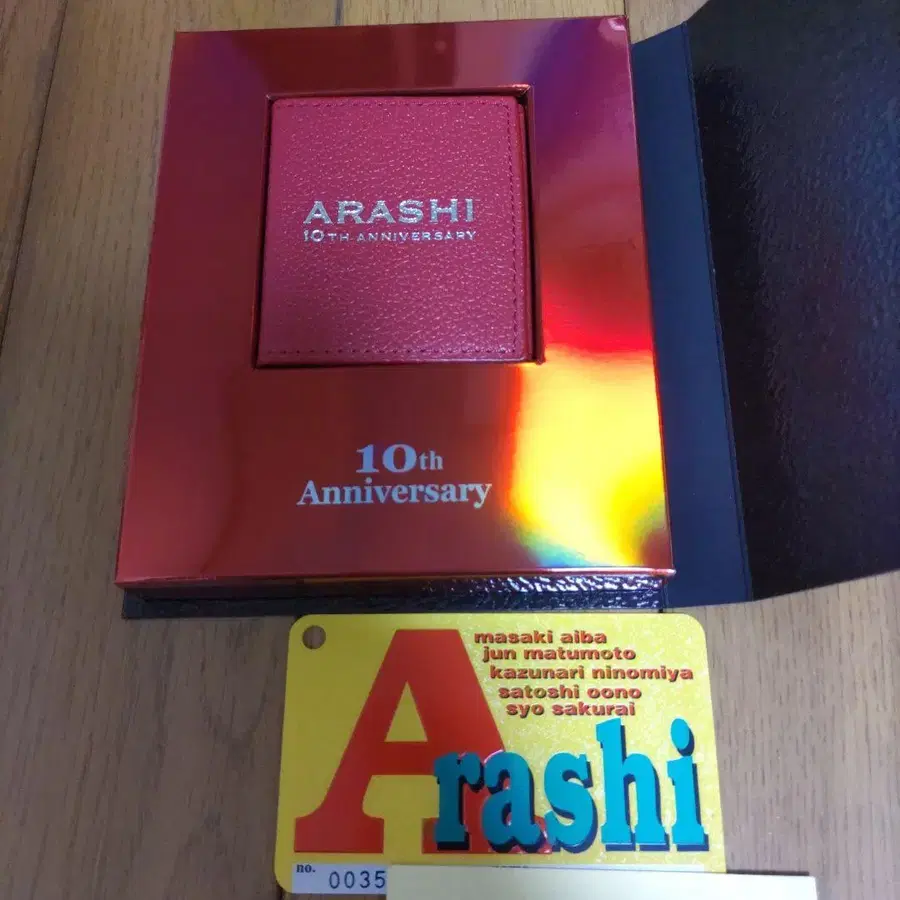 ARASHI
10TH ANNIVERSARY
10th
Anniversary
masaki aiba
jun matumoto
kazunari ninomiya
satoshi oono
syo sakurai
Arashi
no. 0035